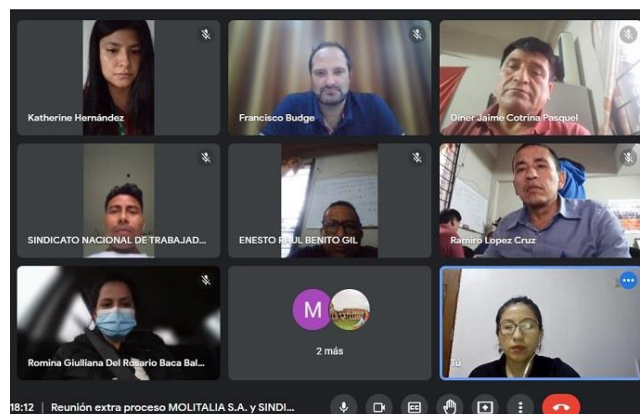 Katherine Hernández
Francisco Budge
Diner Jaime Cotrina Pasquel
SINDICATO NACIONAL DE TRABAJAD...
ENESTO RAUL BENITO GIL
Ramiro Lopez Cruz
Romina Giulliana Del Rosario Baca Bal...
M
2 más
Tú
18:12 | Reunión extra proceso MOLITALIA S.A. y SINDI...